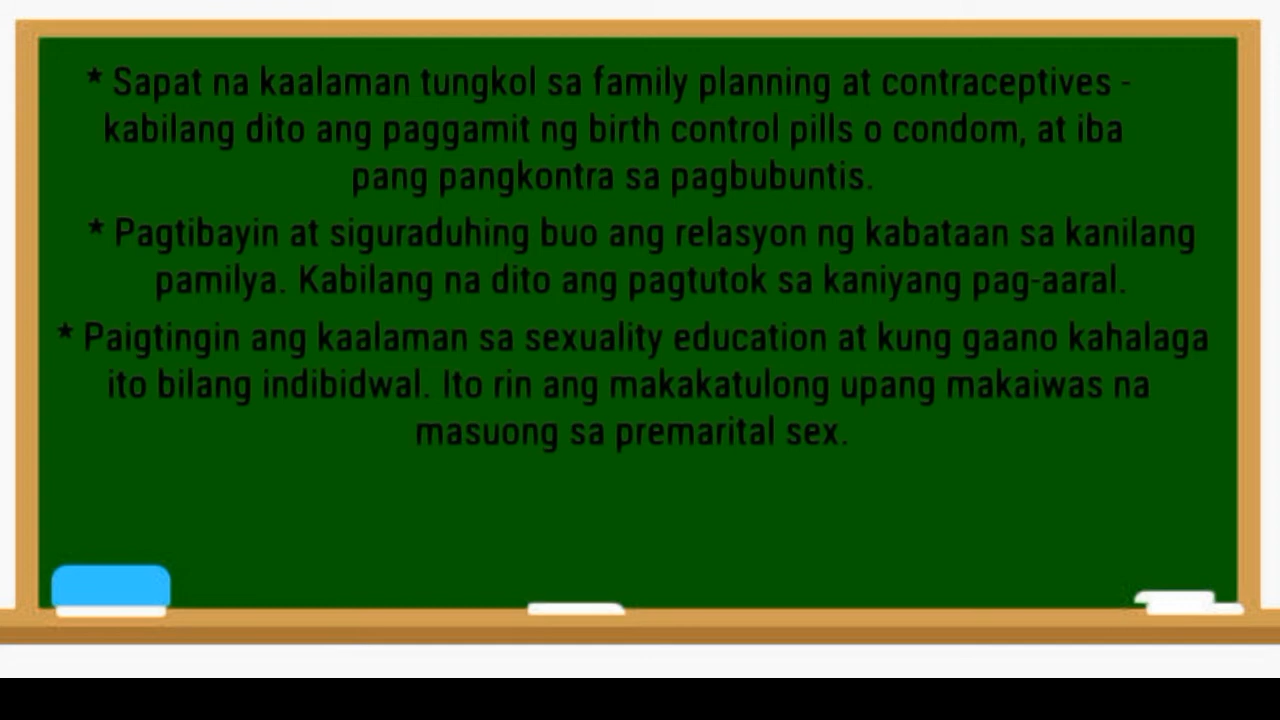 * Sapat na kaalaman tungkol sa family planning at contraceptives -
kabilang dito ang paggamit ng birth control pills o condom, at iba
pang pangkontra sa pagbubuntis.
* Pagtibayin at siguraduhing buo ang relasyon ng kabataan sa kanilang
pamilya. Kabilang na dito ang pagtutok sa kaniyang pag-aaral.
* Paigtingin ang kaalaman sa sexuality education at kung gaano kahalaga
ito bilang indibidwal. Ito rin ang makakatulong upang makaiwas na
masuong sa premarital sex.